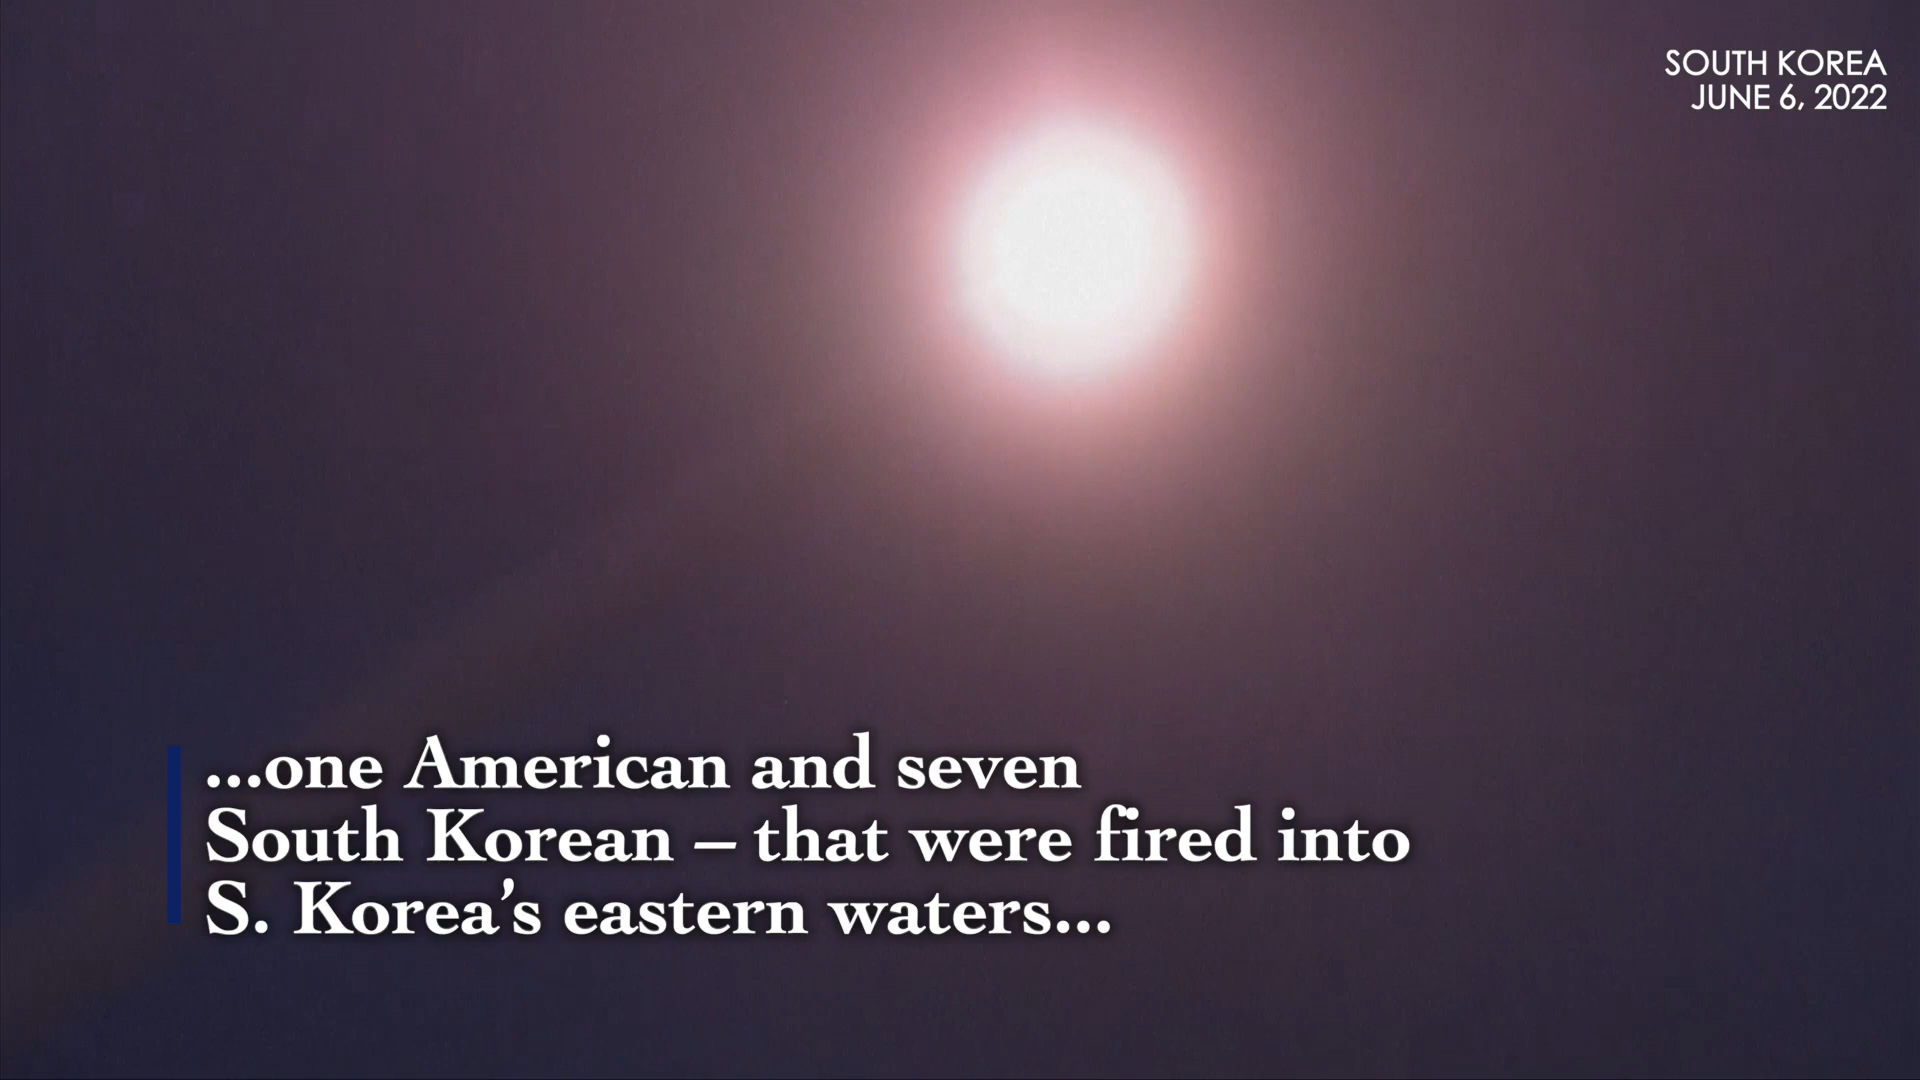 SOUTH KOREA
JUNE 6, 2022
...one American and seven
South Korean – that were fired into
S. Korea’s eastern waters...